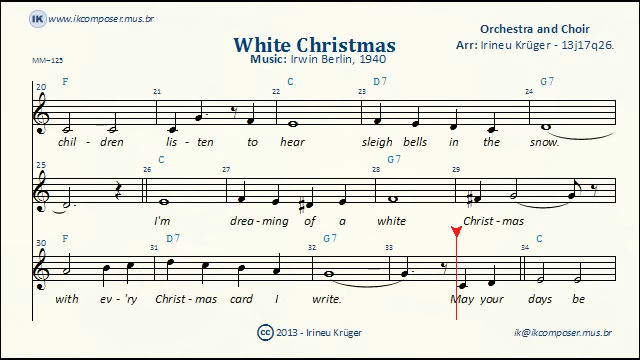 IK www.ikcomposer.mus.br
White Christmas
Music: Irwin Berlin, 1940
Orchestra and Choir
Arr: Irineu Krüger - 13j17q26.
MM=125
20 F 21 22 C 23 D7 24 G7
chil - dren lis - ten to hear sleigh bells in the snow.
25 26 C 27 28 G7 29
I'm drea - ming of a white Christ - mas
30 F 31 D7 32 G7 33 34 C
with ev - 'ry Christ - mas card I write. May your days be
cc 2013 - Irineu Krüger
ik@ikcomposer.mus.br